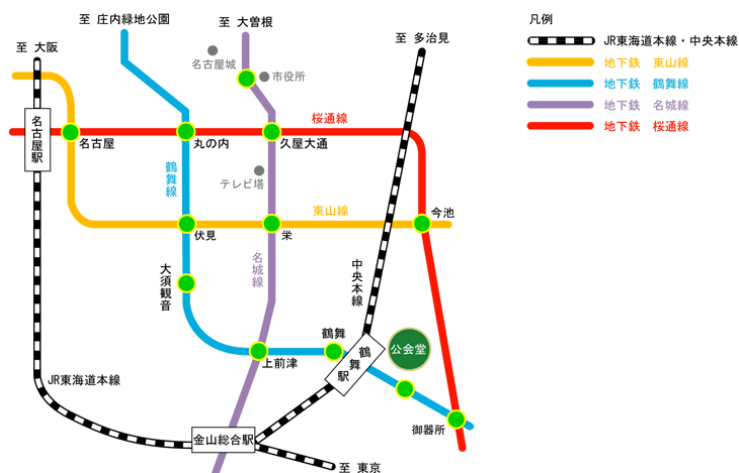 至 庄内緑地公園
至 大曽根
至 大阪
名古屋城
市役所
至 多治見
凡例
JR東海道本線・中央本線
地下鉄 東山線
地下鉄 鶴舞線
地下鉄 名城線
地下鉄 桜通線
名古屋駅
名古屋
丸の内
久屋大通
桜通線
鶴舞線
テレビ塔
東山線
今池
伏見
栄
名城線
中央本線
大須観音
鶴舞
鶴舞駅
公会堂
上前津
JR東海道本線
金山総合駅
御器所
至 東京